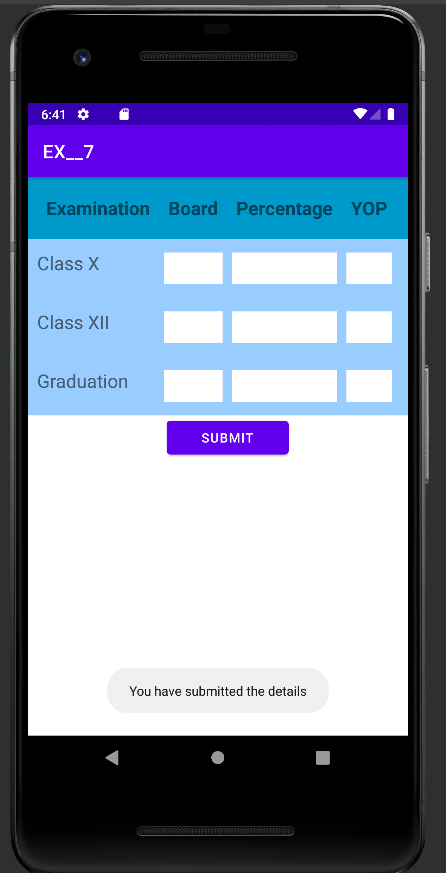 6:41
EX__7
Examination Board Percentage YOP
Class X
Class XII
Graduation
SUBMIT
You have submitted the details